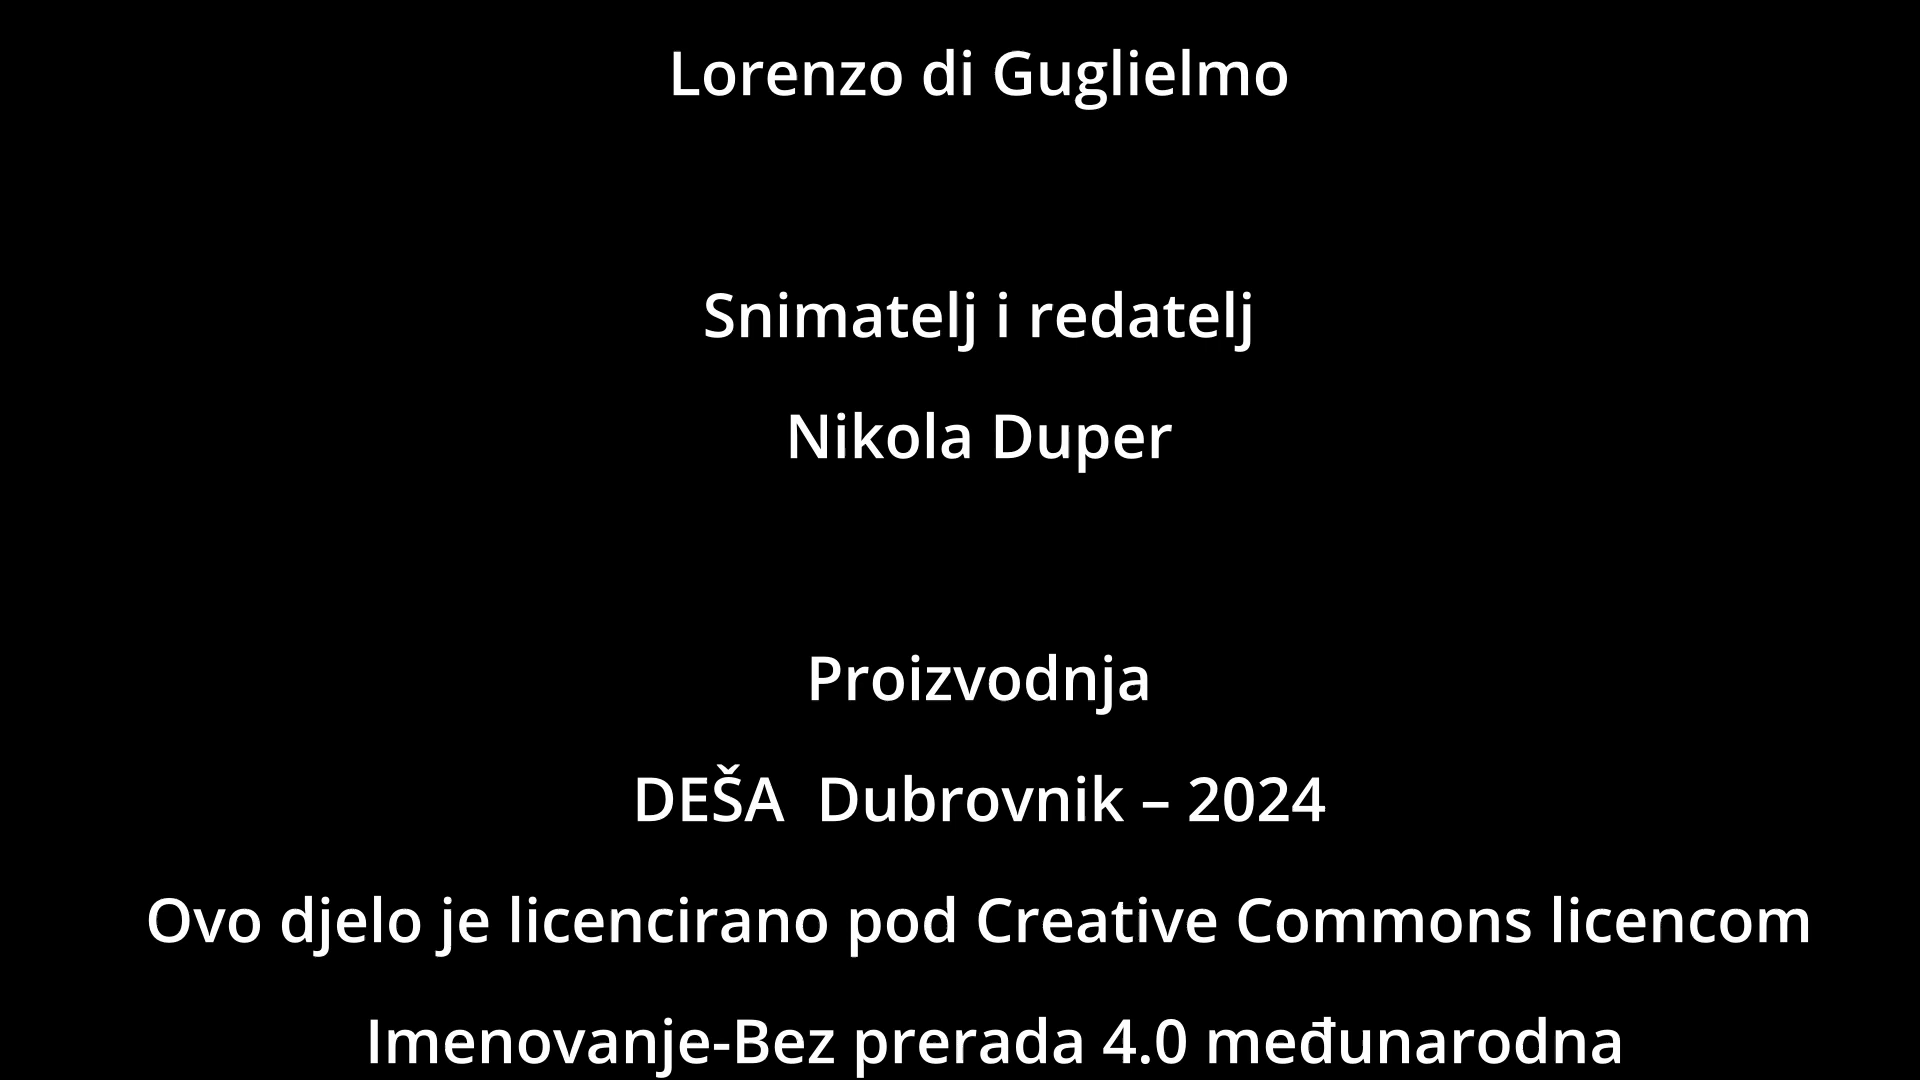 Lorenzo di Guglielmo
Snimatelj i redatelj
Nikola Duper
Proizvodnja
DEŠA  Dubrovnik – 2024
Ovo djelo je licencirano pod Creative Commons licencom
Imenovanje-Bez prerada 4.0 međunarodna